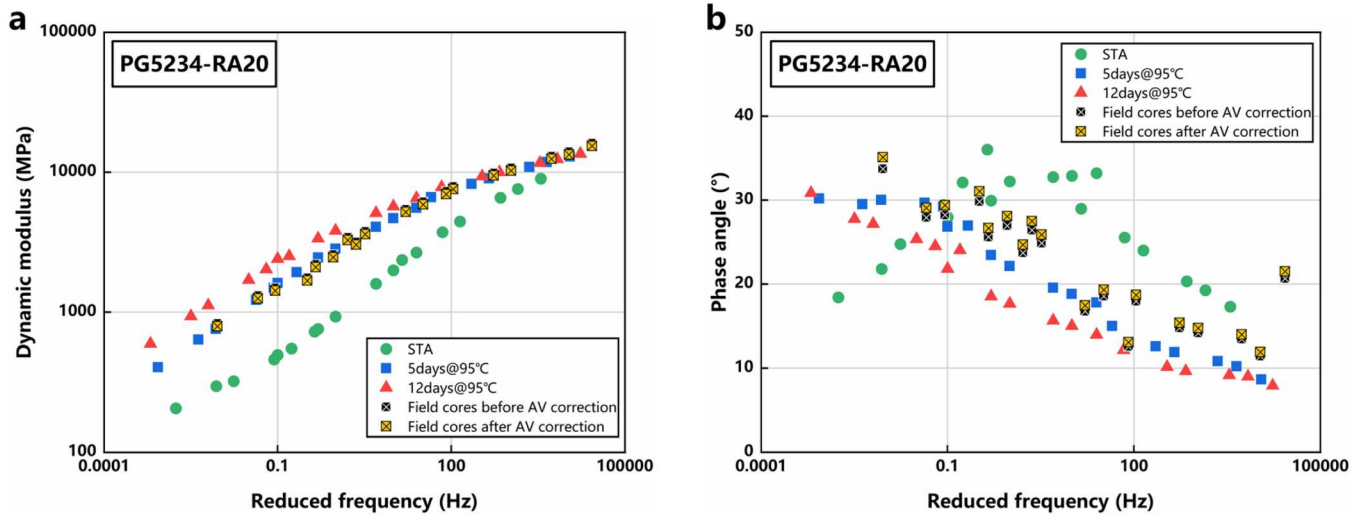 a
100000
10000
1000
100
Dynamic modulus (MPa)
PG5234-RA20
STA
5days@95℃
12days@95℃
Field cores before AV correction
Field cores after AV correction
0.0001
0.1
100
100000
Reduced frequency (Hz)
b
50
40
30
20
10
0
Phase angle (°)
PG5234-RA20
STA
5days@95℃
12days@95℃
Field cores before AV correction
Field cores after AV correction
0.0001
0.1
100
100000
Reduced frequency (Hz)